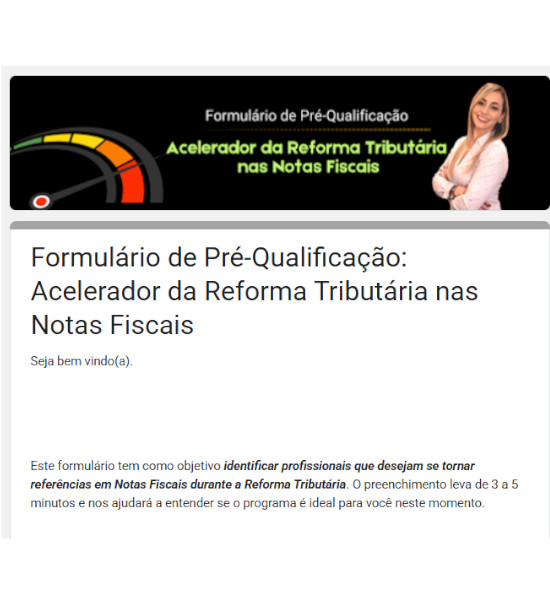 Formulário de Pré-Qualificação
Acelerador da Reforma Tributária
nas Notas Fiscais
Formulário de Pré-Qualificação:
Acelerador da Reforma Tributária nas
Notas Fiscais
Seja bem vindo(a).
Este formulário tem como objetivo identificar profissionais que desejam se tornar
referências em Notas Fiscais durante a Reforma Tributária. O preenchimento leva de 3 a 5
minutos e nos ajudará a entender se o programa é ideal para você neste momento.